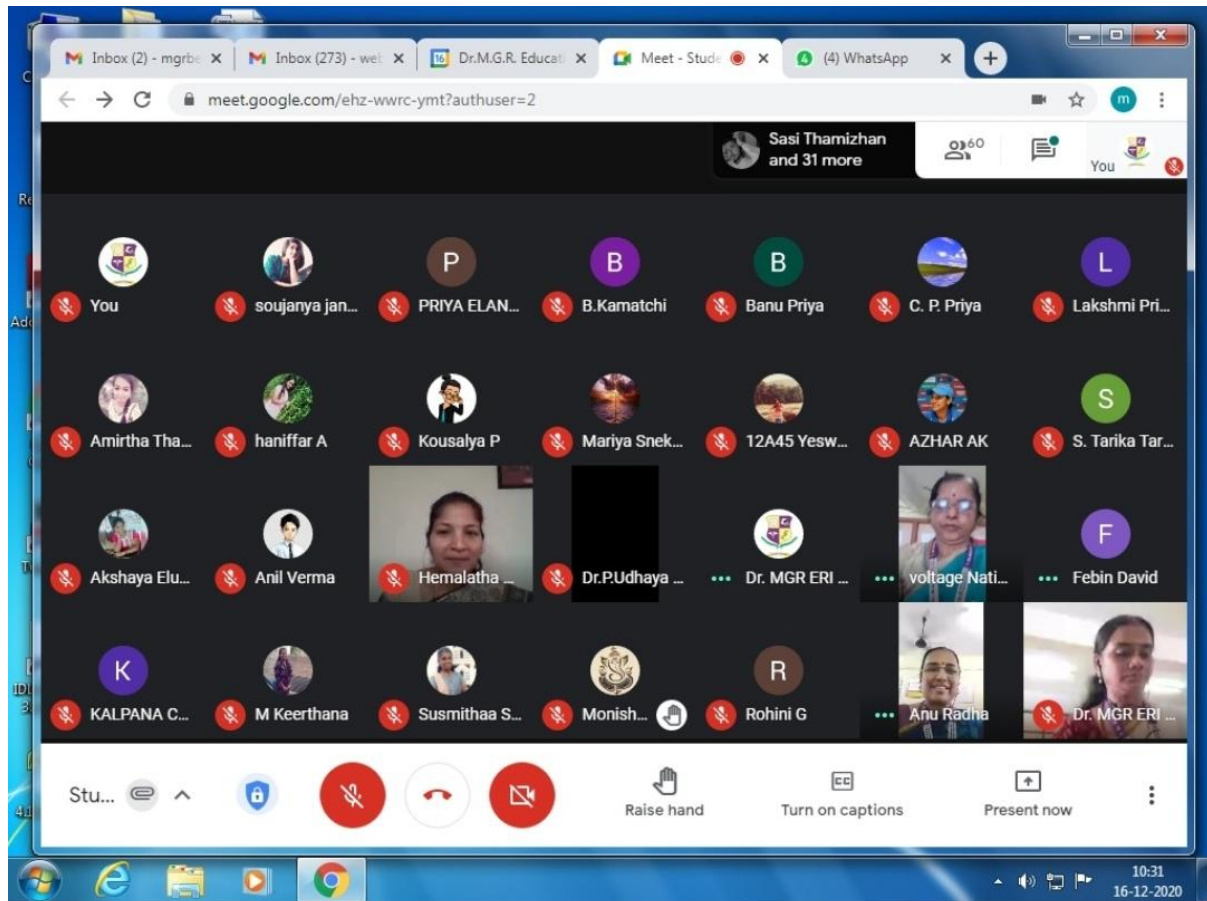 Inbox (2) - mgrbe
Inbox (273) - wel
16
Dr.M.G.R. Educati
Meet - Stude
(4) WhatsApp
meet.google.com/ehz-wwrc-ymt?authuser=2
m
Sasi Thamizhan
and 31 more
60
You
P
B
B
L
You
soujanya jan...
PRIYA ELAN...
B.Kamatchi
Banu Priya
C. P. Priya
Lakshmi Pri...
S
Amirtha Tha...
haniffar A
Kousalya P
Mariya Snek...
12A45 Yesw...
AZHAR AK
S. Tarika Tar...
F
Akshaya Elu...
Anil Verma
Hemalatha ...
Dr.P.Udhaya ...
Dr. MGR ERI ...
voltage Nati...
Febin David
K
R
KALPANA C...
M Keerthana
Susmithaa S...
Monish...
Rohini G
Anu Radha
Dr. MGR ERI ...
Stu...
Raise hand
CC
Turn on captions
Present now
10:31
16-12-2020